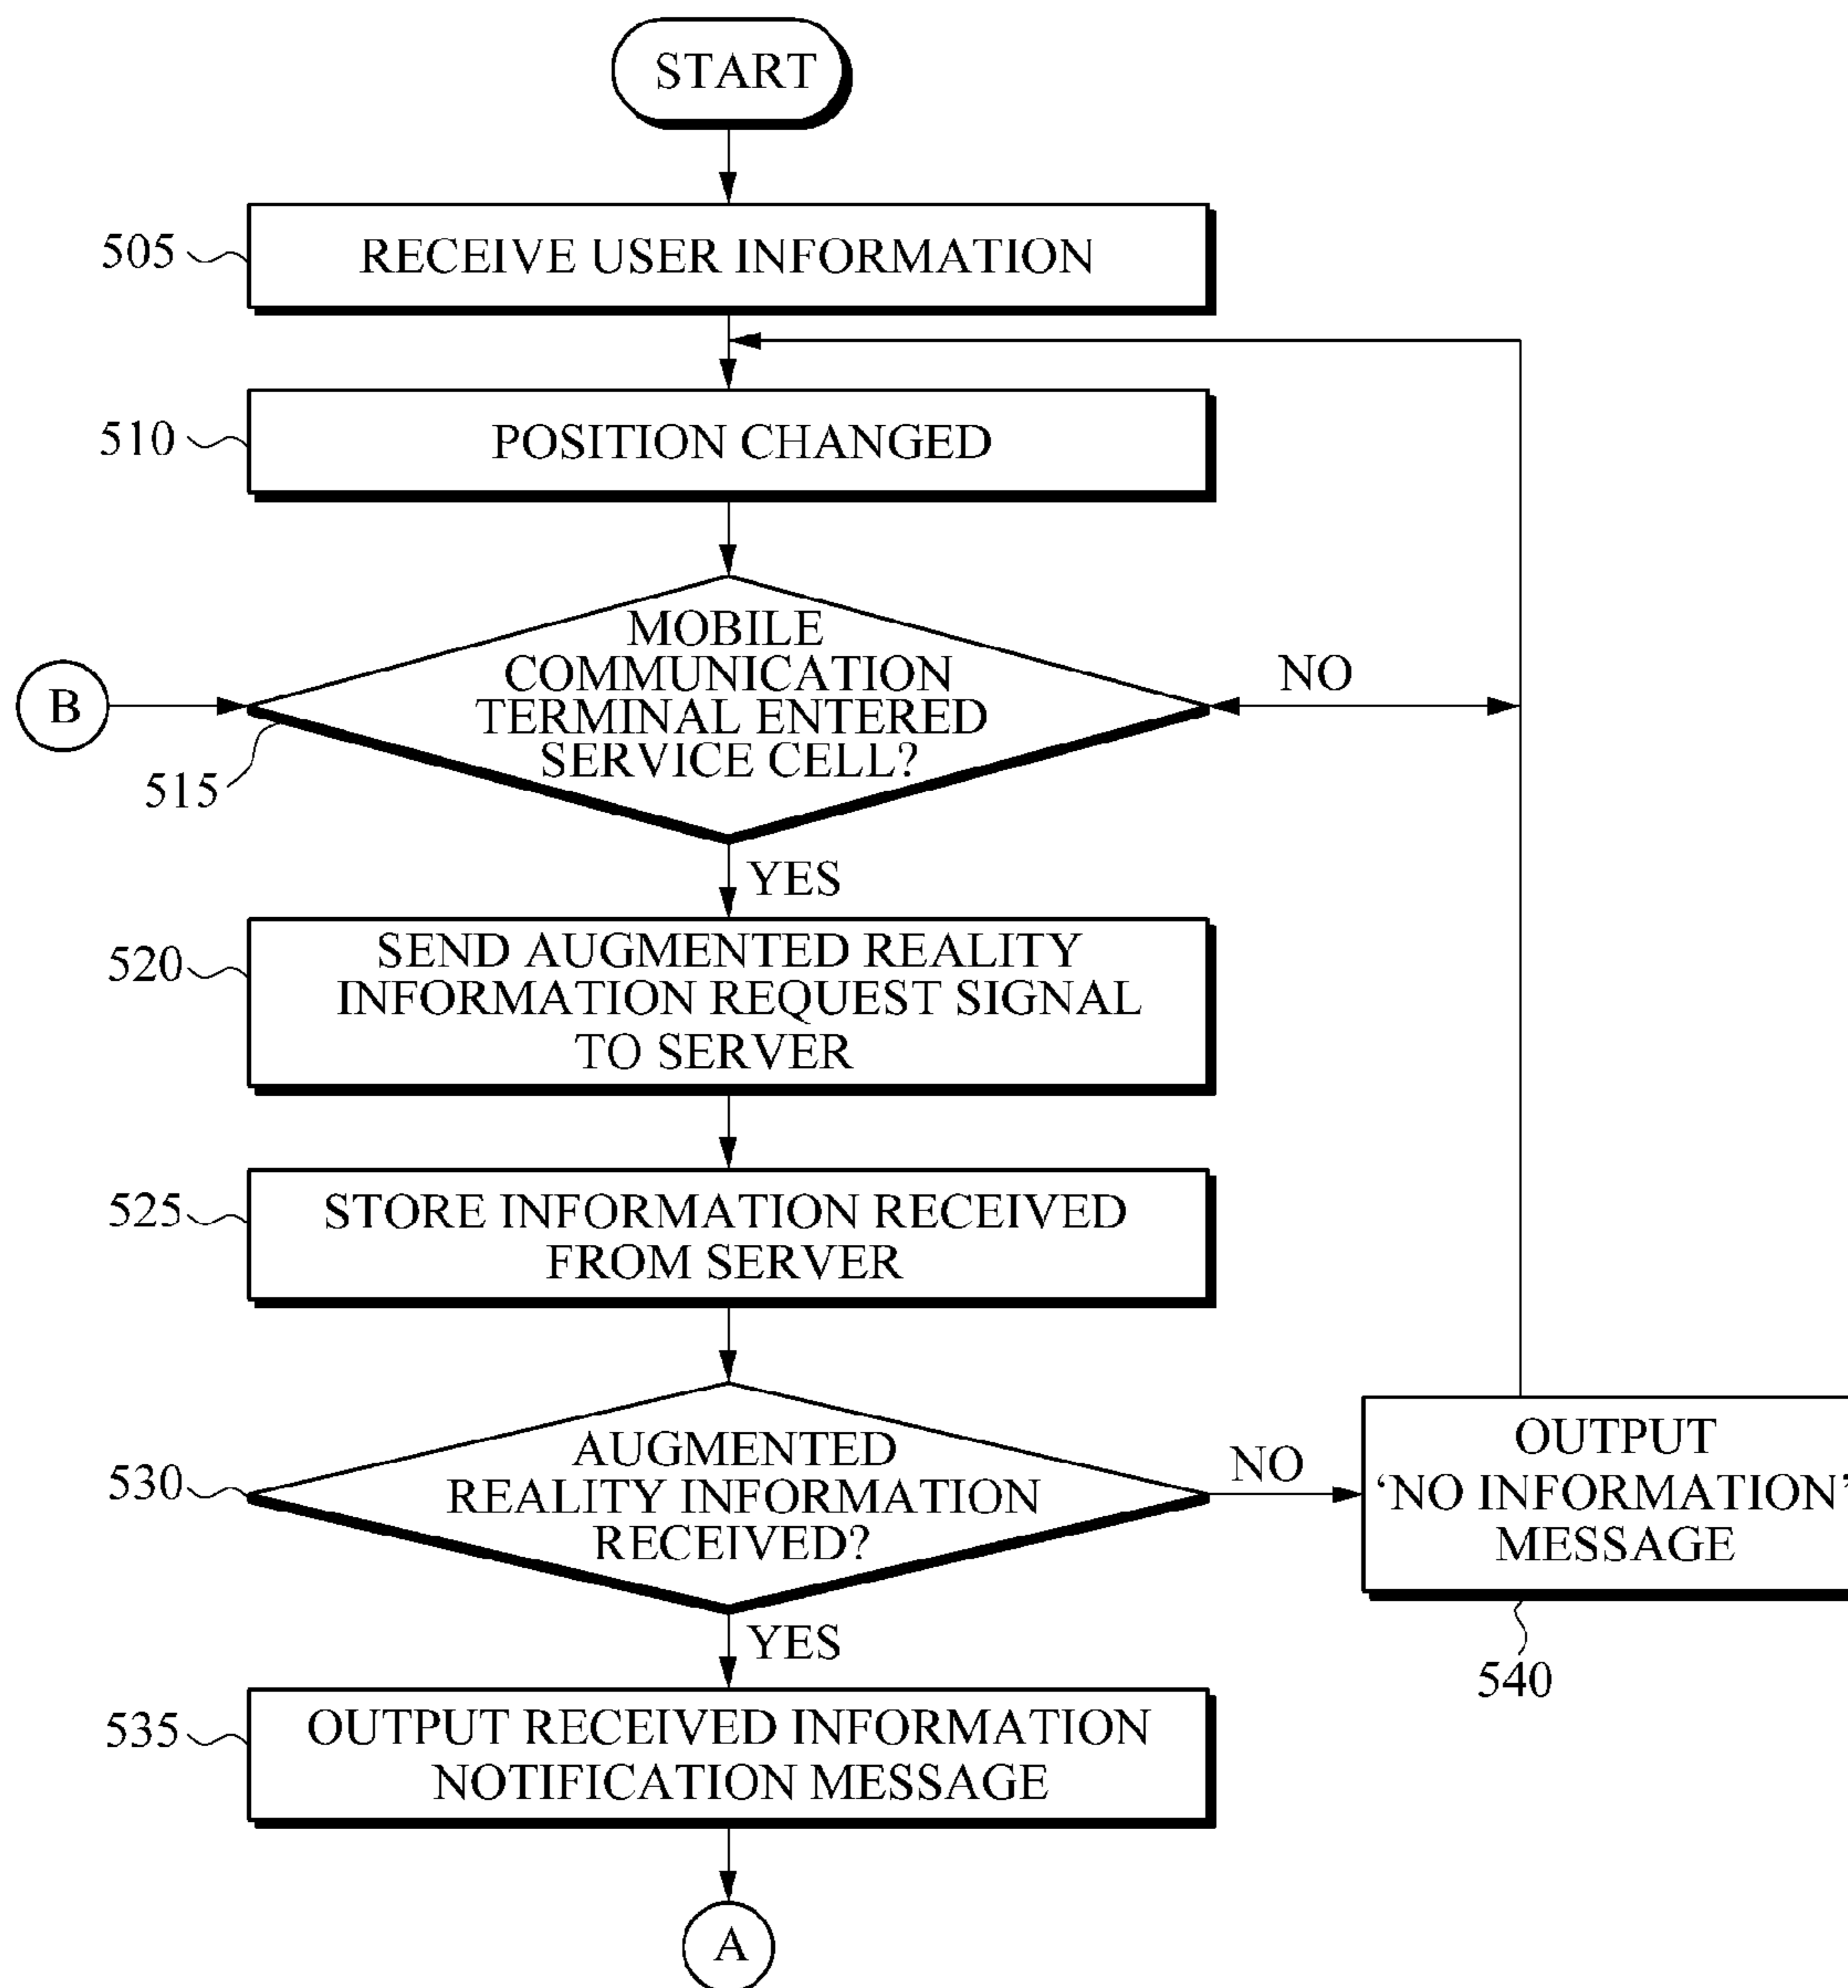 START
505
RECEIVE USER INFORMATION
510
POSITION CHANGED
MOBILE
COMMUNICATION
TERMINAL ENTERED
SERVICE CELL?
NO
B
515
YES
520
SEND AUGMENTED REALITY
INFORMATION REQUEST SIGNAL
TO SERVER
525
STORE INFORMATION RECEIVED
FROM SERVER
530
AUGMENTED
REALITY INFORMATION
RECEIVED?
NO
OUTPUT
‘NO INFORMATION’
MESSAGE
540
YES
535
OUTPUT RECEIVED INFORMATION
NOTIFICATION MESSAGE
A